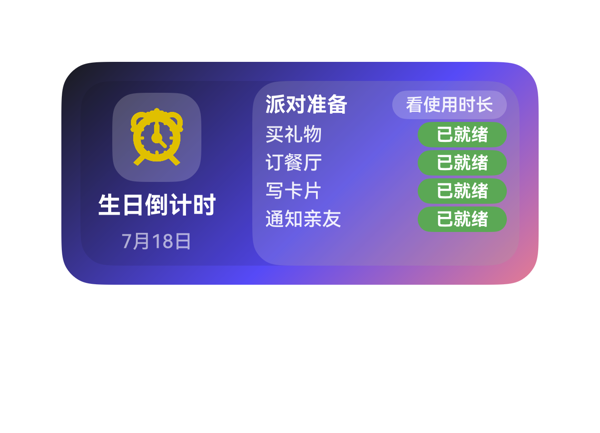 生日倒计时
7月18日
派对准备
看使用时长
买礼物 已就绪
订餐厅 已就绪
写卡片 已就绪
通知亲友 已就绪